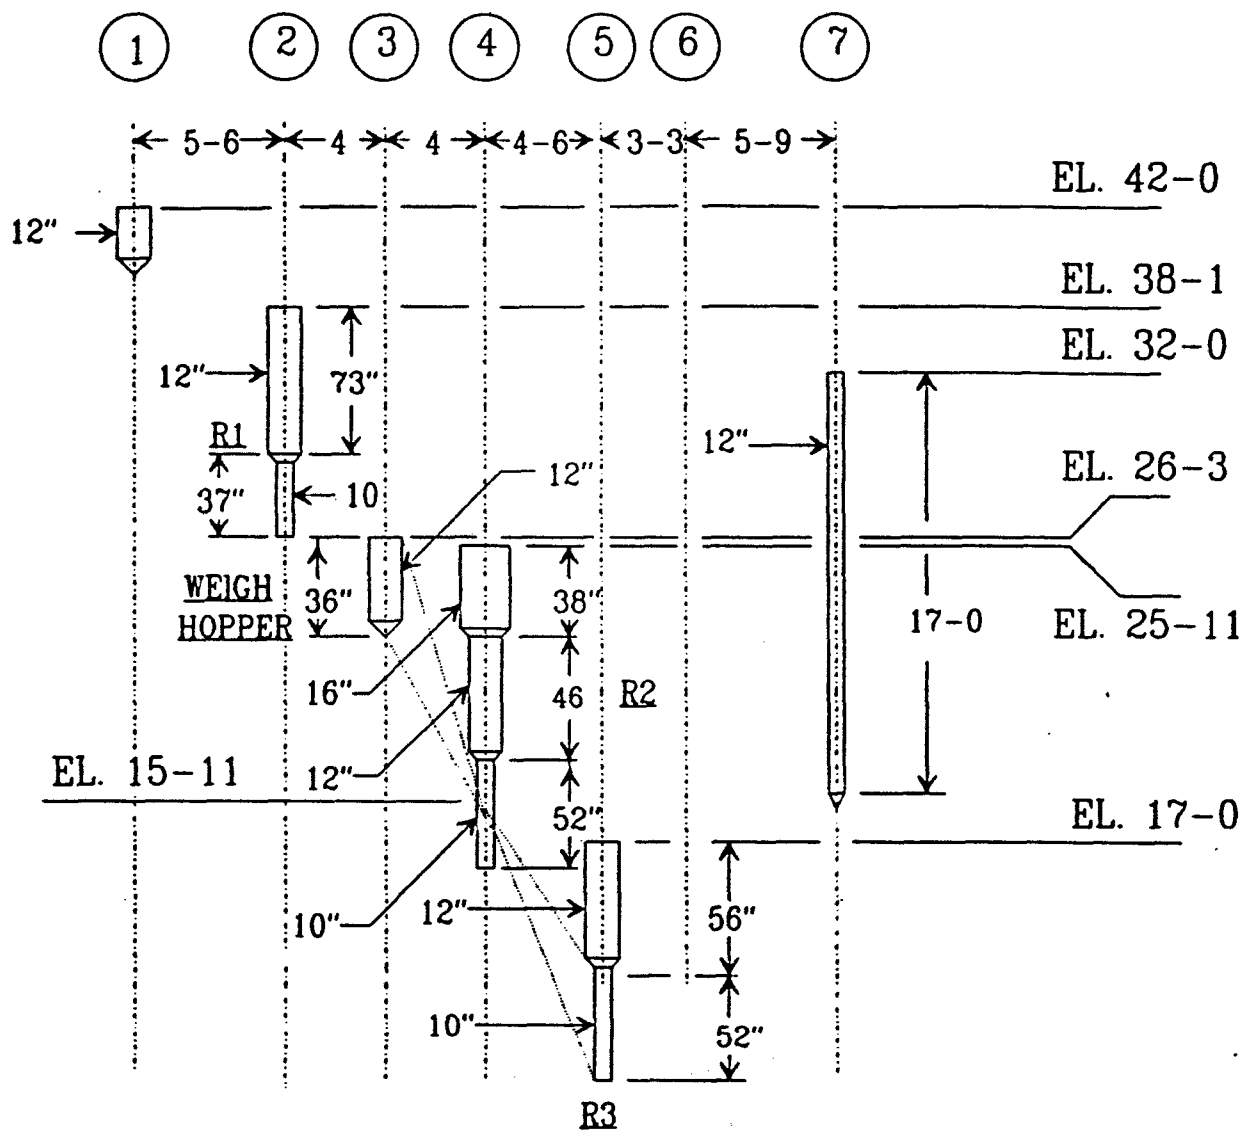 1 2 3 4 5 6 7
5-6 4 4 4-6 3-3 5-9
EL. 42-0
12"
EL. 38-1
EL. 32-0
12"
73"
12"
R1
EL. 26-3
37"
10
12"
WEIGH
HOPPER
36"
38"
17-0
EL. 25-11
16"
46
R2
EL. 15-11
12"
52"
EL. 17-0
10"
12"
56"
10"
52"
R3